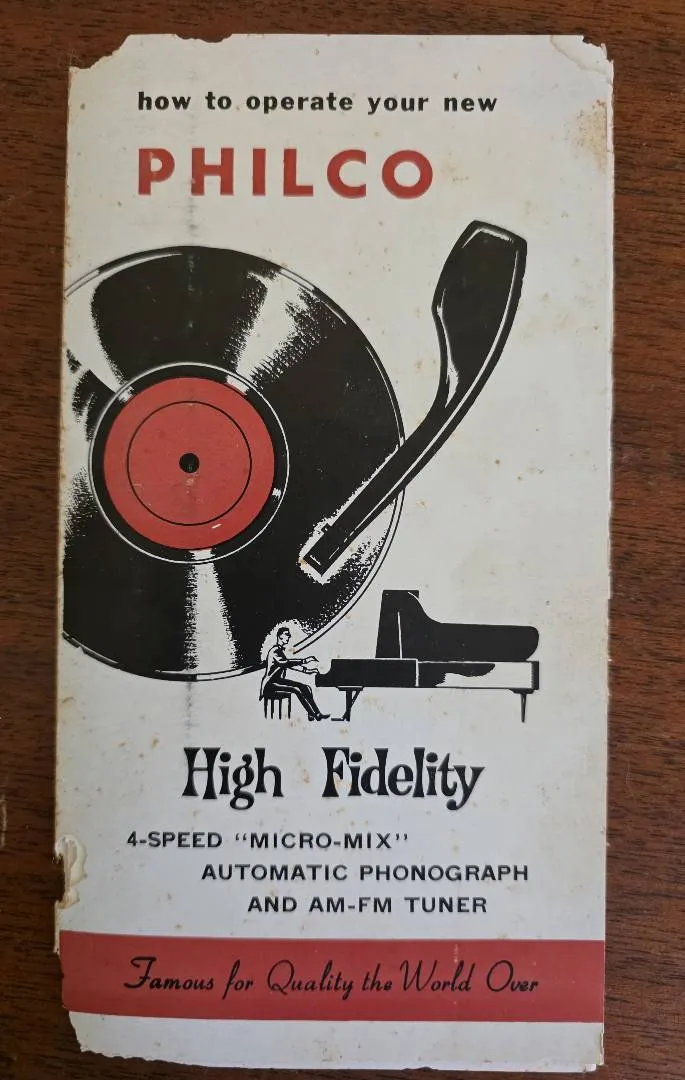 how to operate your new
PHILCO
High Fidelity
4-SPEED “MICRO-MIX”
AUTOMATIC PHONOGRAPH
AND AM-FM TUNER
Famous for Quality the World Over